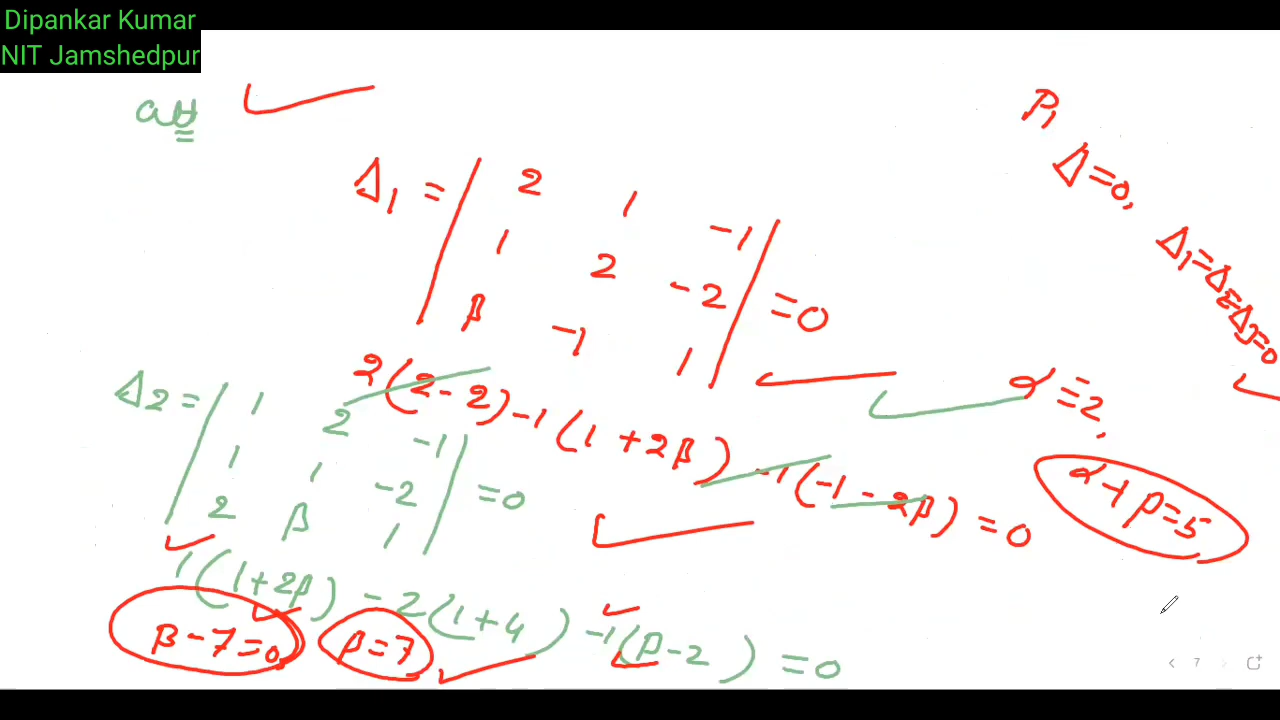 Dipankar Kumar
NIT Jamshedpur
P₁
Δ=0,
Δ₁=Δ₂=Δ₃=0
Δ₁ = | 2 1 -1 |
| 1 2 -2 | =0
| β -1 1 |
2(2-2) -1(1+2β) -1(-1-2β) =0
α=2,
α+β=5
Δ2 = | 1 2 -1 |
| 1 1 -2 | =0
| 2 β 1 |
1(1+2β) -2(1+4) -1(β-2) =0
β-7=0 β=7
7